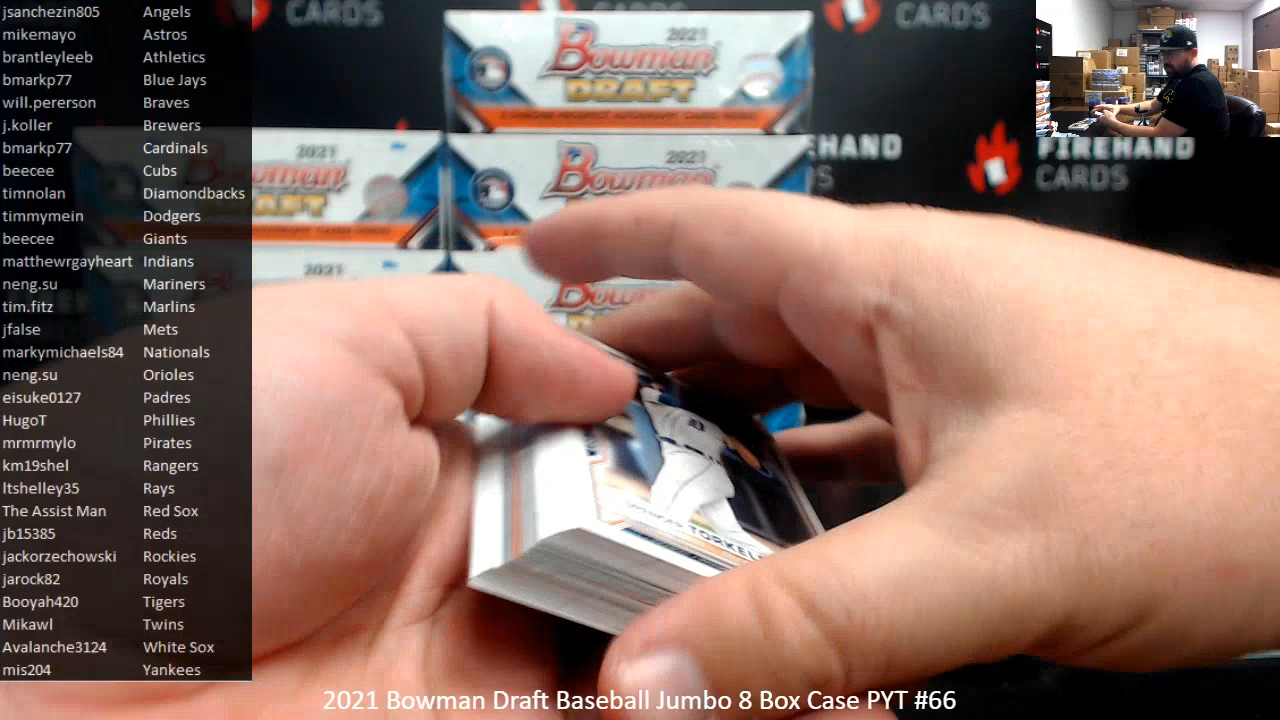 jsanchezin805 Angels
mikemayo Astros
brantleyleeb Athletics
bmarkp77 Blue Jays
will.pererson Braves
j.koller Brewers
bmarkp77 Cardinals
beecee Cubs
timnolan Diamondbacks
timmymein Dodgers
beecee Giants
matthewrgayheart Indians
neng.su Mariners
tim.fitz Marlins
jfalse Mets
markymichaels84 Nationals
neng.su Orioles
eisuke0127 Padres
HugoT Phillies
mrmrmylo Pirates
km19shel Rangers
ltshelley35 Rays
The Assist Man Red Sox
jb15385 Reds
jackorzechowski Rockies
jarock82 Royals
Booyah420 Tigers
Mikawl Twins
Avalanche3124 White Sox
mis204 Yankees
CARDS
CARDS
2021
Bowman
DRAFT
2021
Bowman
2021
Bowman
HAND
FIREHAND
CARDS
2021
Bowman
TORKEL
2021 Bowman Draft Baseball Jumbo 8 Box Case PYT #66